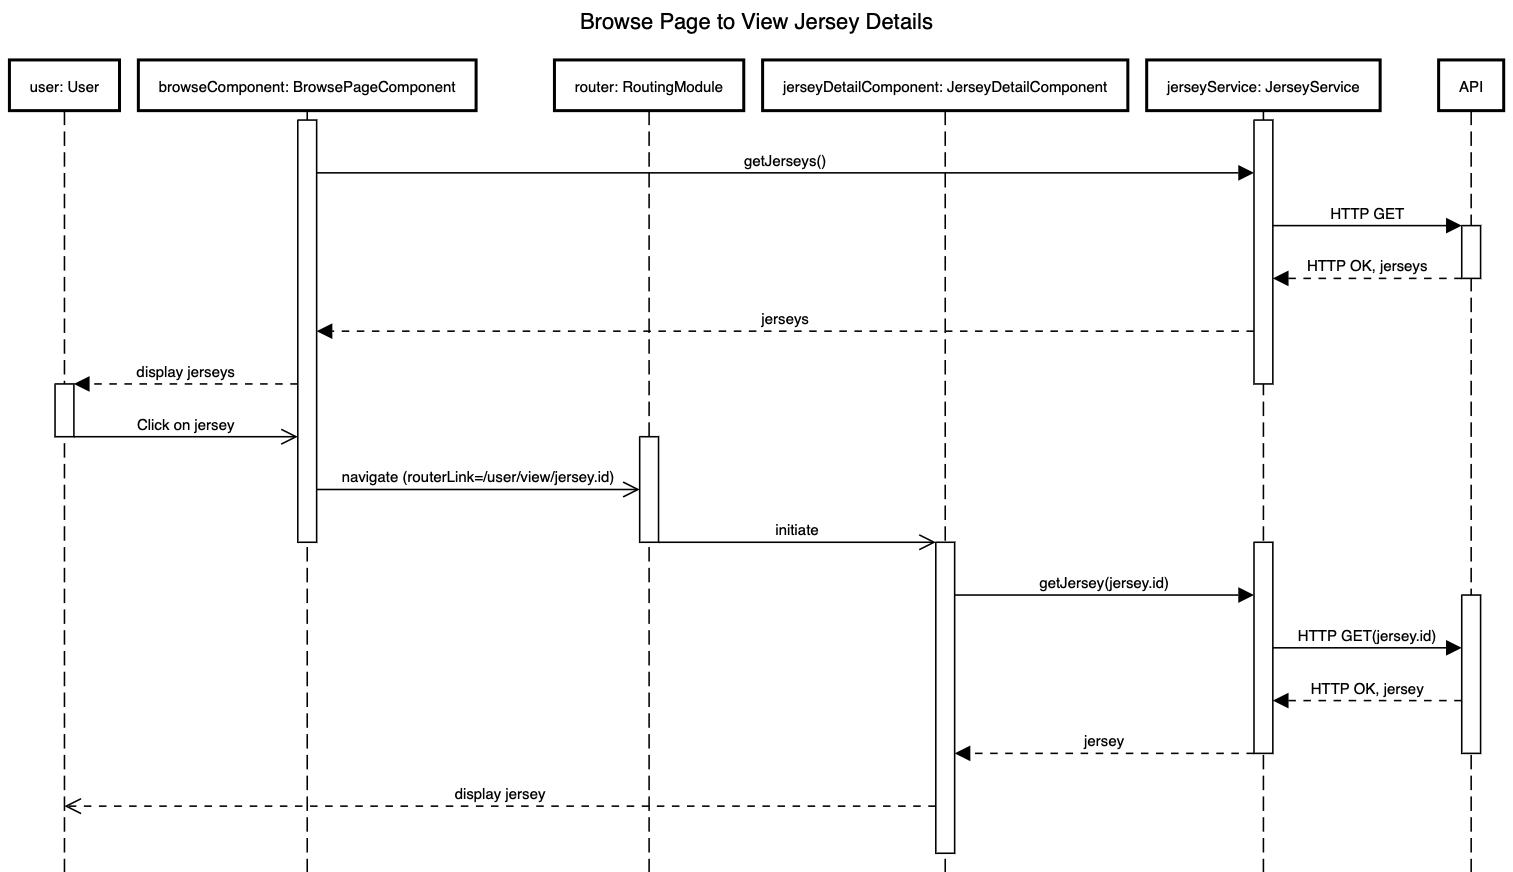 Browse Page to View Jersey Details
user: User
browseComponent: BrowsePageComponent
router: RoutingModule
jerseyDetailComponent: JerseyDetailComponent
jerseyService: JerseyService
API
getJerseys()
HTTP GET
HTTP OK, jerseys
jerseys
display jerseys
Click on jersey
navigate (routerLink=/user/view/jersey.id)
initiate
getJersey(jersey.id)
HTTP GET(jersey.id)
HTTP OK, jersey
jersey
display jersey